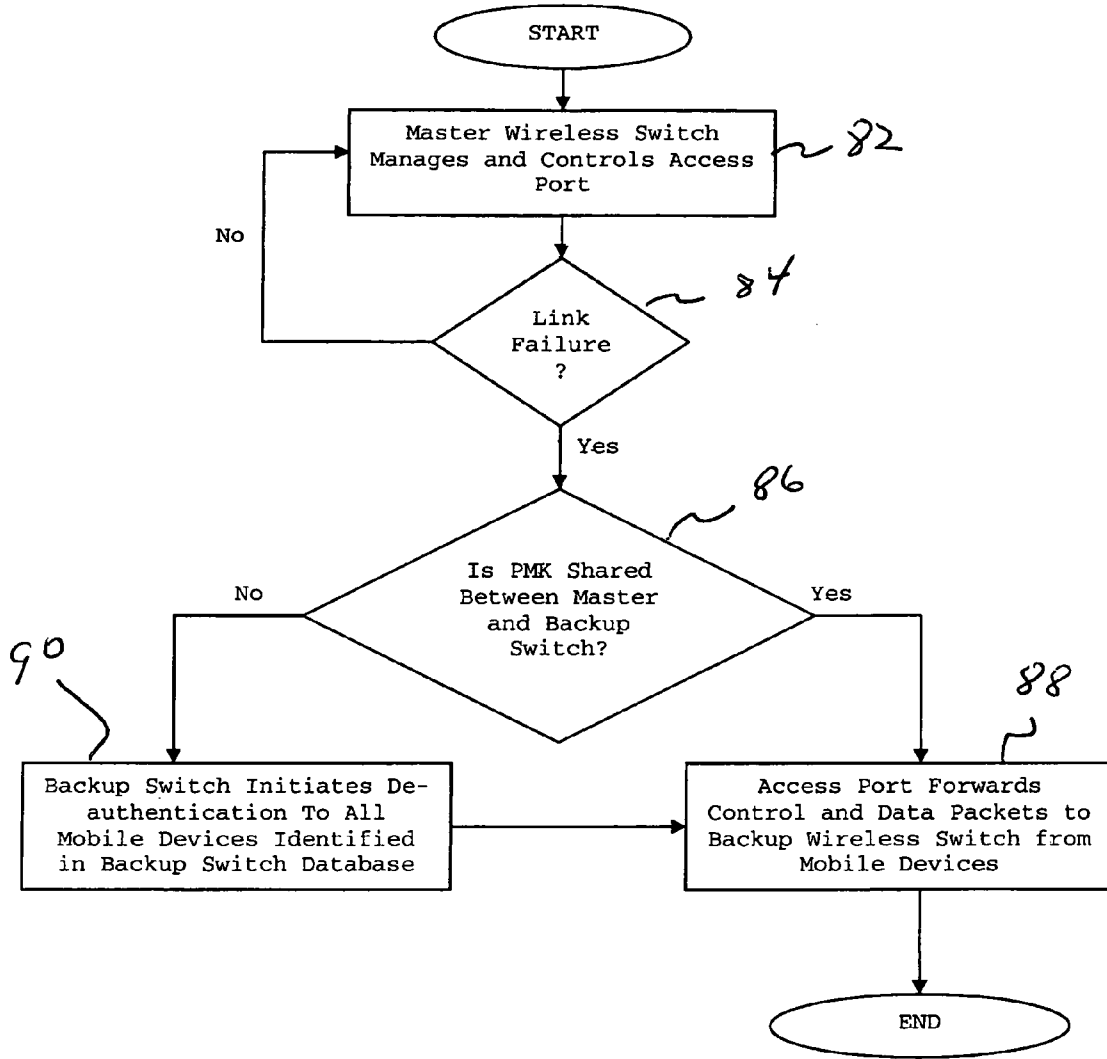 START
Master Wireless Switch
Manages and Controls Access
Port
82
No
84
Link
Failure
?
Yes
86
Is PMK Shared
Between Master
and Backup
Switch?
No
Yes
90
88
Backup Switch Initiates De-
authentication To All
Mobile Devices Identified
in Backup Switch Database
Access Port Forwards
Control and Data Packets to
Backup Wireless Switch from
Mobile Devices
END